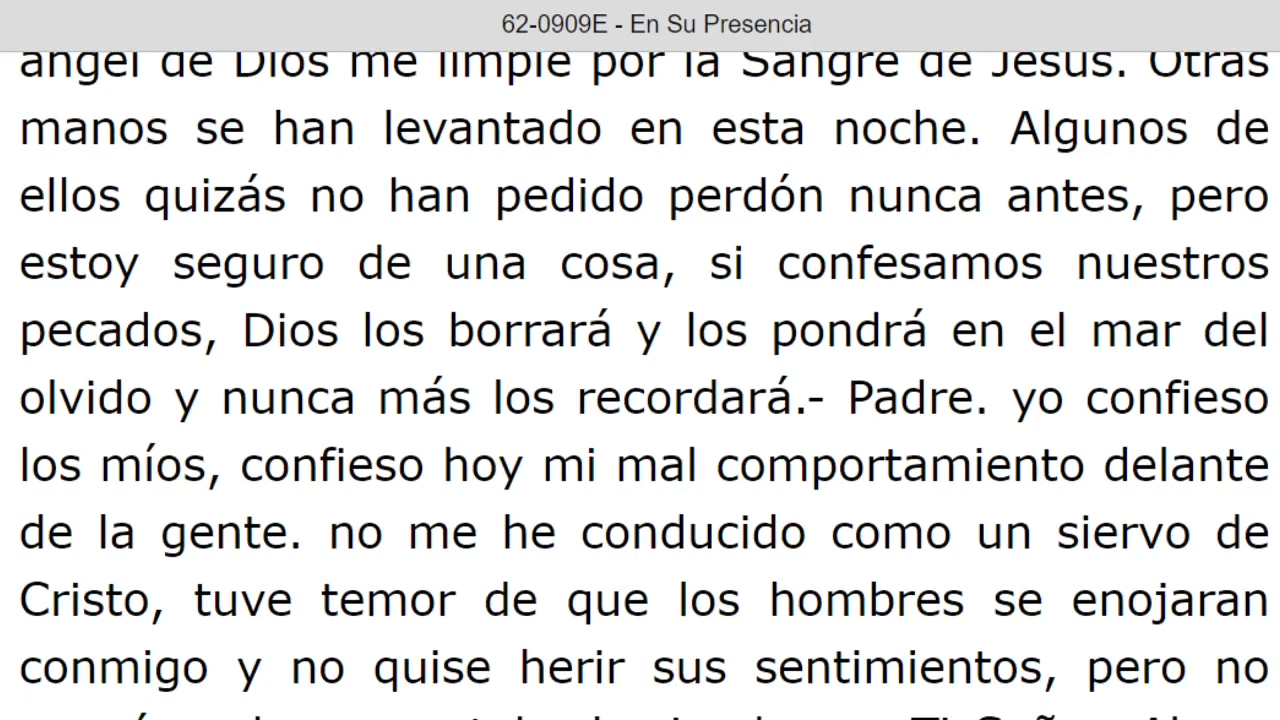 62-0909E - En Su Presencia
ángel de Dios me limpie por la Sangre de Jesús. Otras
manos se han levantado en esta noche. Algunos de
ellos quizás no han pedido perdón nunca antes, pero
estoy seguro de una cosa, si confesamos nuestros
pecados, Dios los borrará y los pondrá en el mar del
olvido y nunca más los recordará.- Padre. yo confieso
los míos, confieso hoy mi mal comportamiento delante
de la gente. no me he conducido como un siervo de
Cristo, tuve temor de que los hombres se enojaran
conmigo y no quise herir sus sentimientos, pero no